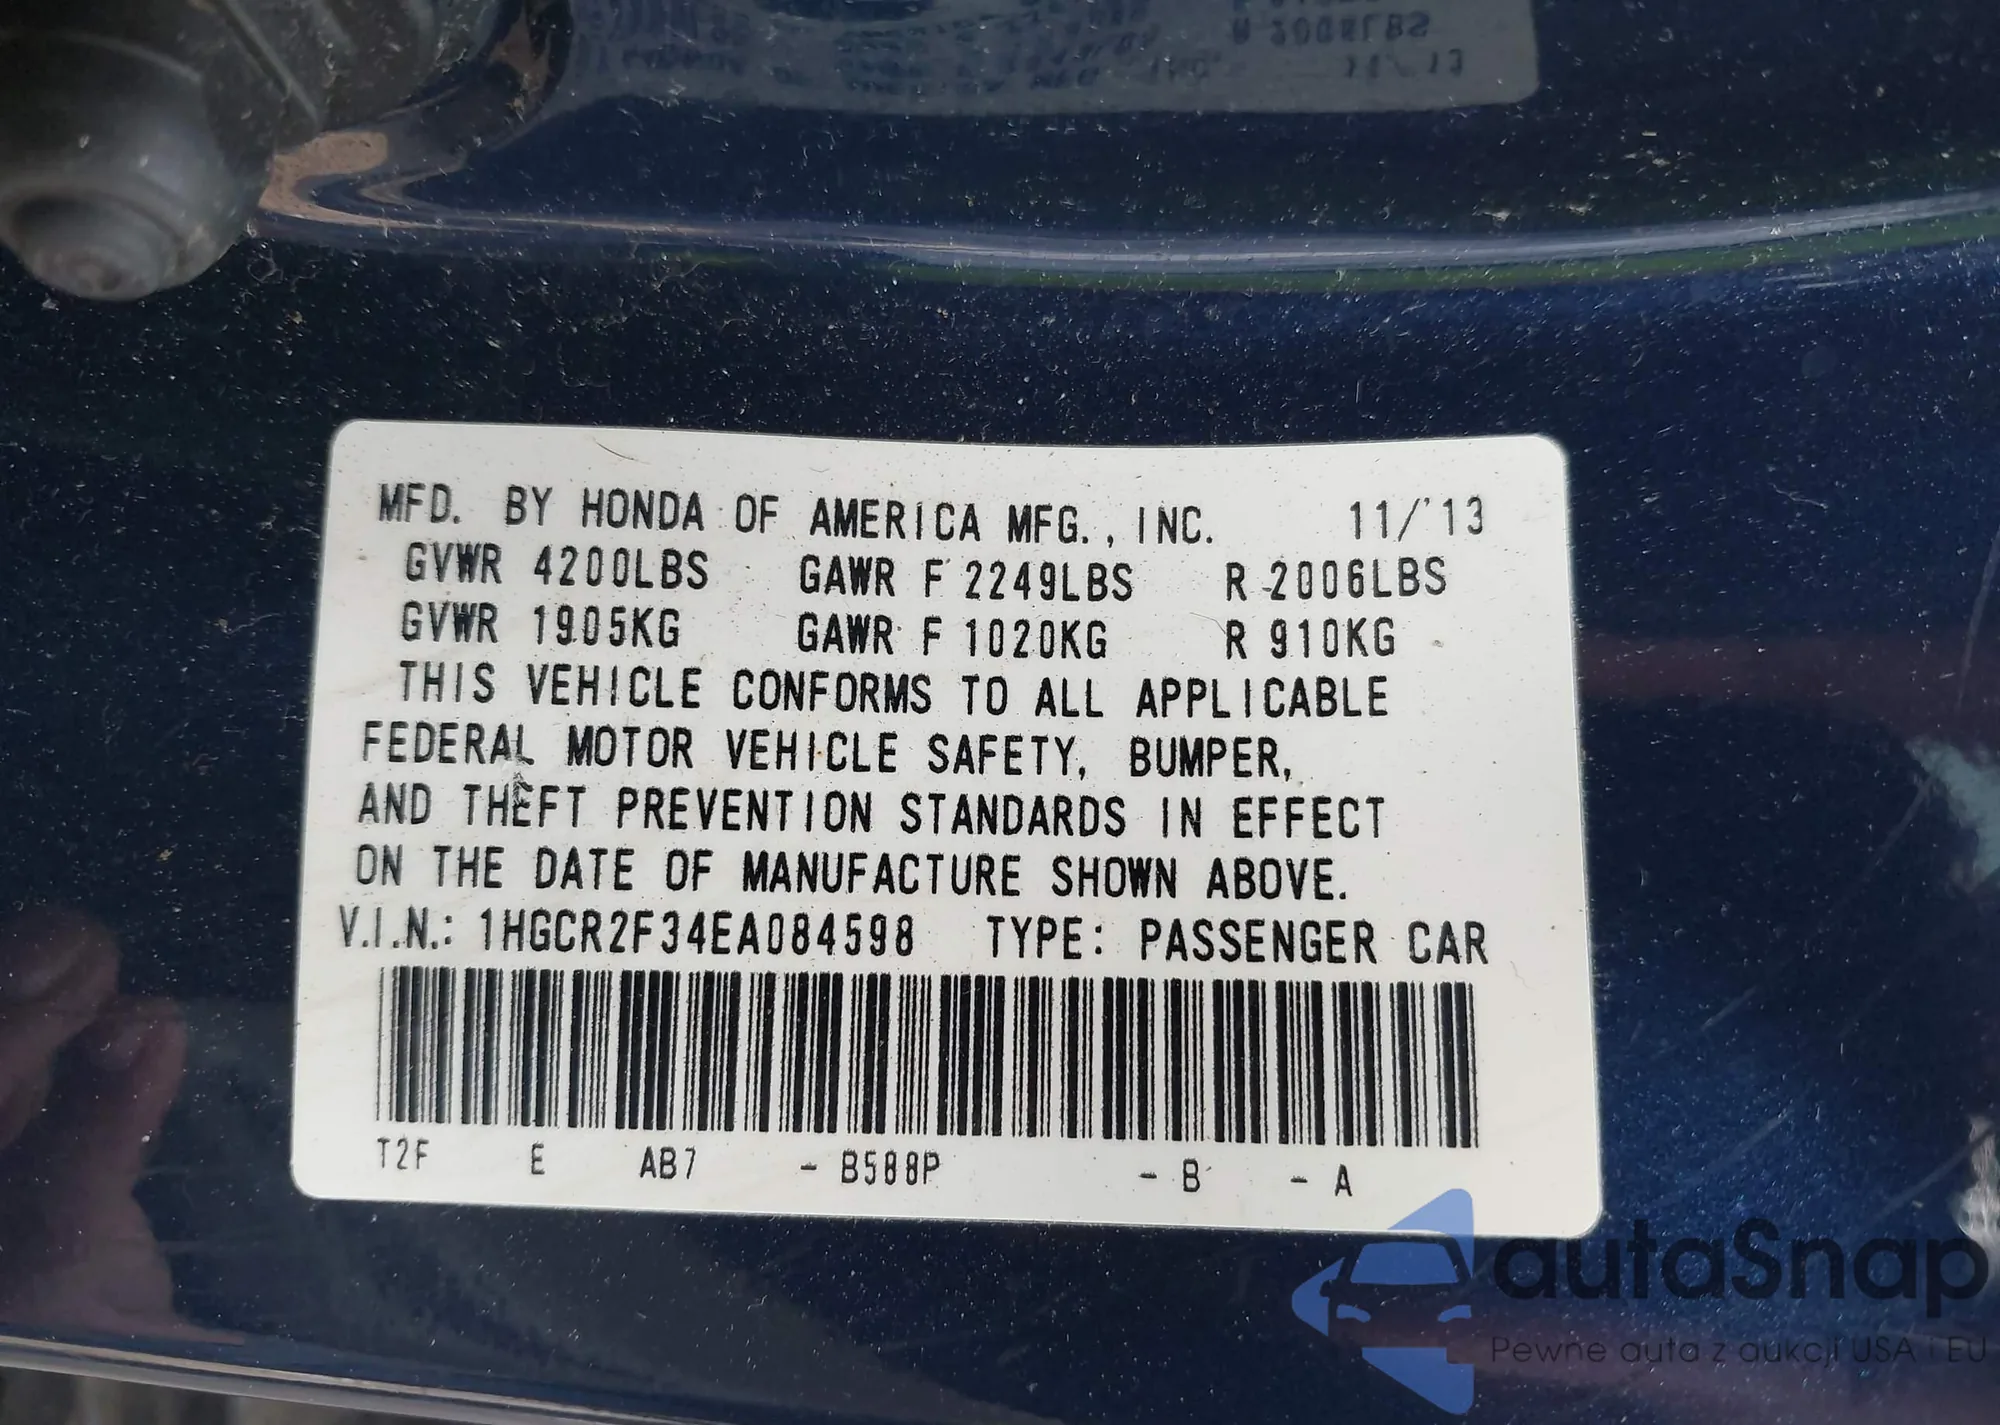 MFD. BY HONDA OF AMERICA MFG., INC. 11/'13
GVWR 4200LBS GAWR F 2249LBS R 2006LBS
GVWR 1905KG GAWR F 1020KG R 910KG
THIS VEHICLE CONFORMS TO ALL APPLICABLE
FEDERAL MOTOR VEHICLE SAFETY, BUMPER,
AND THEFT PREVENTION STANDARDS IN EFFECT
ON THE DATE OF MANUFACTURE SHOWN ABOVE.
V.I.N.: 1HGCR2F34EA084598 TYPE: PASSENGER CAR
T2F E AB7 - B588P - B - A
autaSnap
Pewne auta z aukcji USA i EU